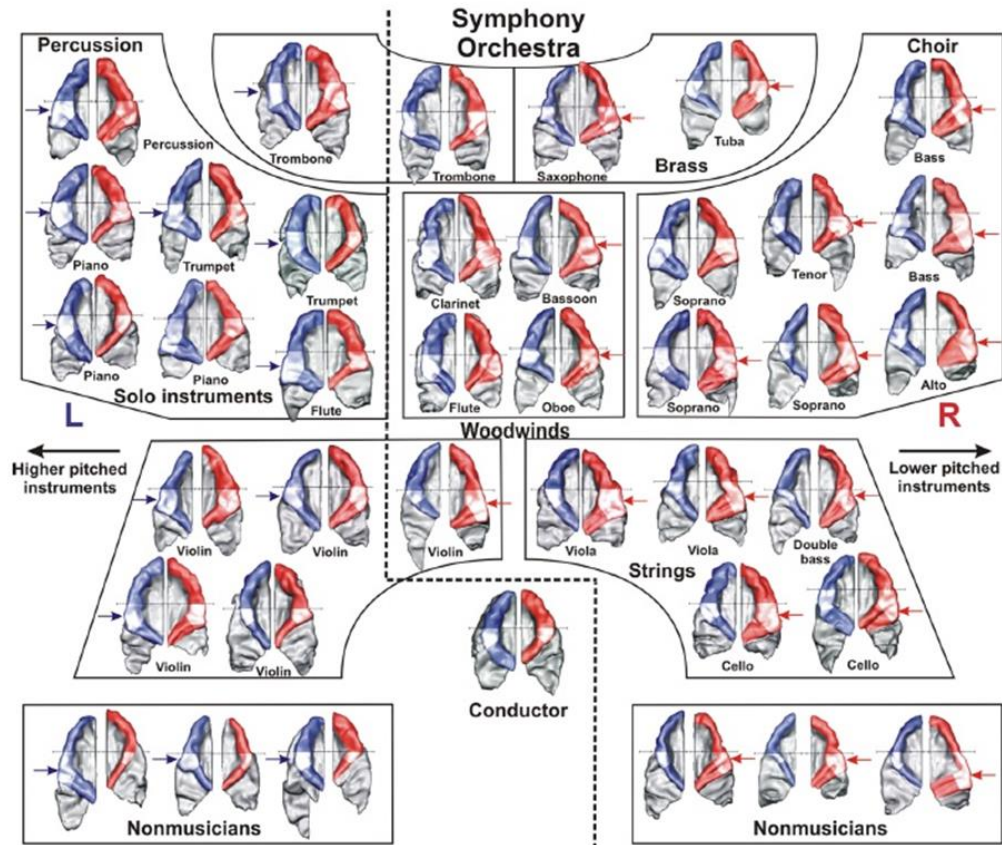 Symphony
Orchestra
Percussion
Choir
Percussion
Trombone
Trombone
Saxophone
Tuba
Brass
Bass
Piano
Trumpet
Trumpet
Clarinet
Bassoon
Soprano
Tenor
Bass
Piano
Piano
Flute
Flute
Oboe
Soprano
Soprano
Alto
Solo instruments
L
R
Woodwinds
Higher pitched
instruments
Lower pitched
instruments
Violin
Violin
Violin
Viola
Viola
Double
bass
Strings
Violin
Violin
Cello
Cello
Conductor
Nonmusicians
Nonmusicians